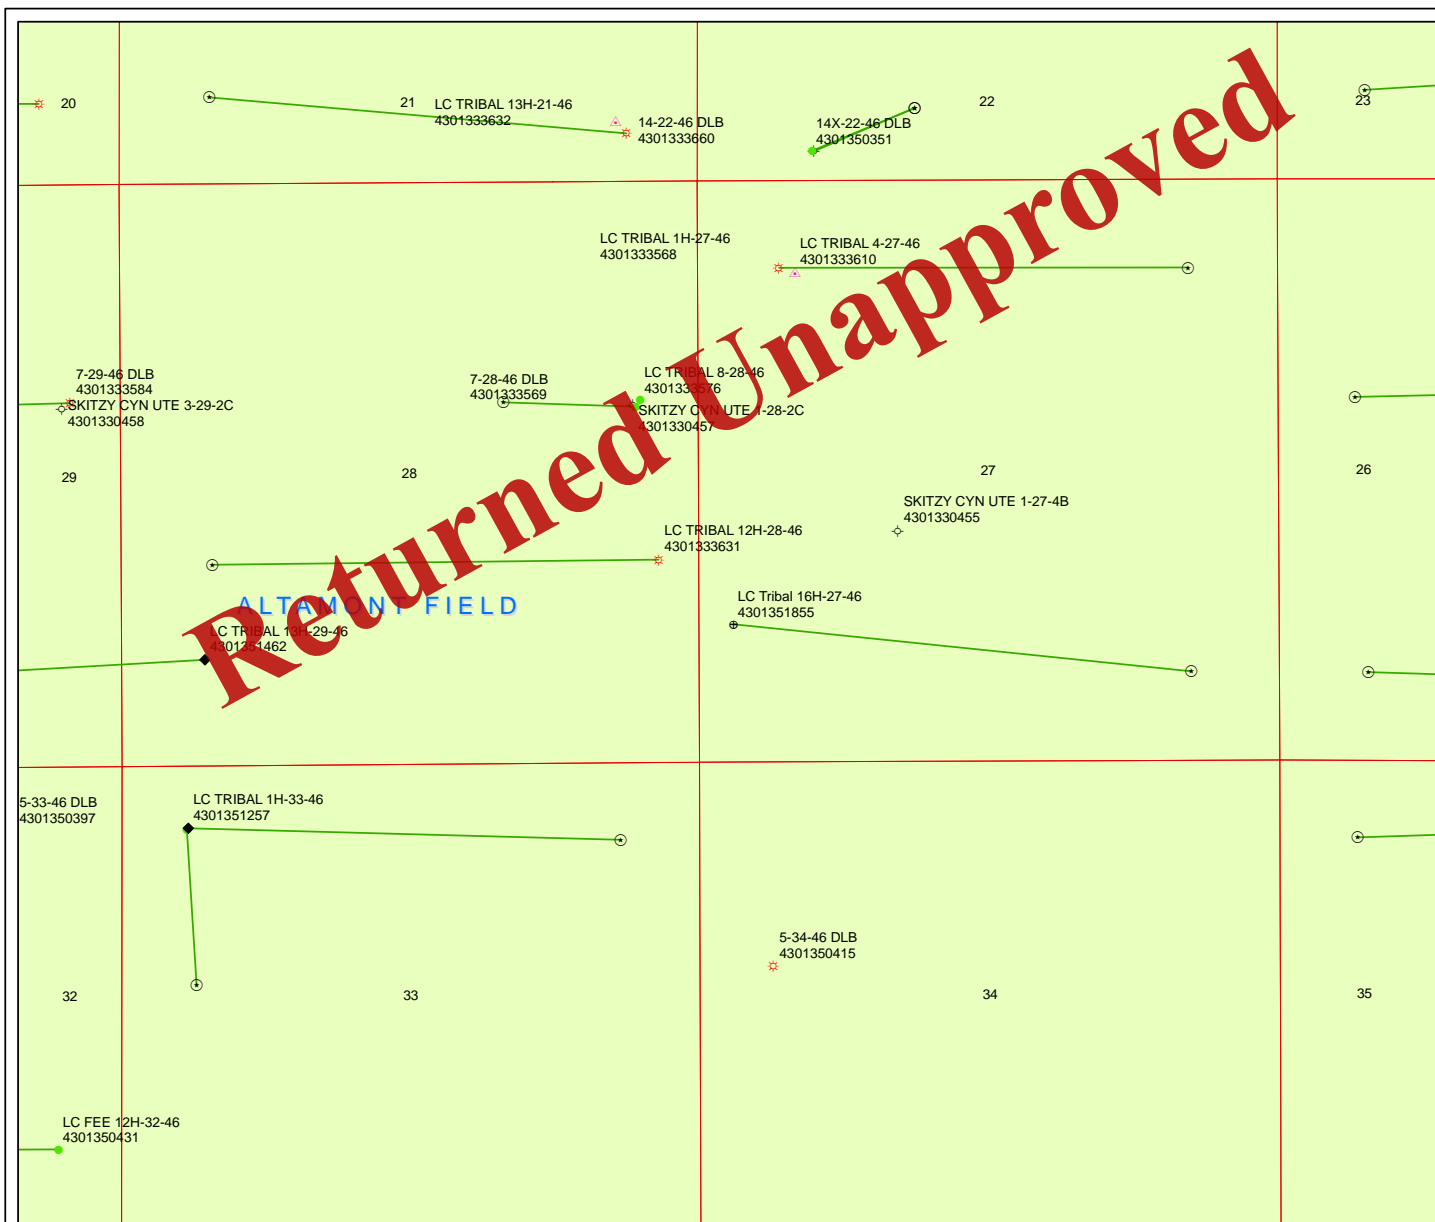 20
21
LC TRIBAL 13H-21-46
4301333632
14-22-46 DLB
4301333660
14X-22-46 DLB
4301350351
22
23
LC TRIBAL 1H-27-46
4301333568
LC TRIBAL 4-27-46
4301333610
7-29-46 DLB
4301333584
SKITZY CYN UTE 3-29-2C
4301330458
7-28-46 DLB
4301333569
LC TRIBAL 8-28-46
4301333576
SKITZY CYN UTE 1-28-2C
4301330457
29
28
27
26
SKITZY CYN UTE 1-27-4B
4301330455
LC TRIBAL 12H-28-46
4301333631
ALTAMONT FIELD
LC Tribal 16H-27-46
4301351855
LC TRIBAL 13H-29-46
4301351462
Returned Unapproved
5-33-46 DLB
4301350397
LC TRIBAL 1H-33-46
4301351257
5-34-46 DLB
4301350415
32
33
34
35
LC FEE 12H-32-46
4301350431